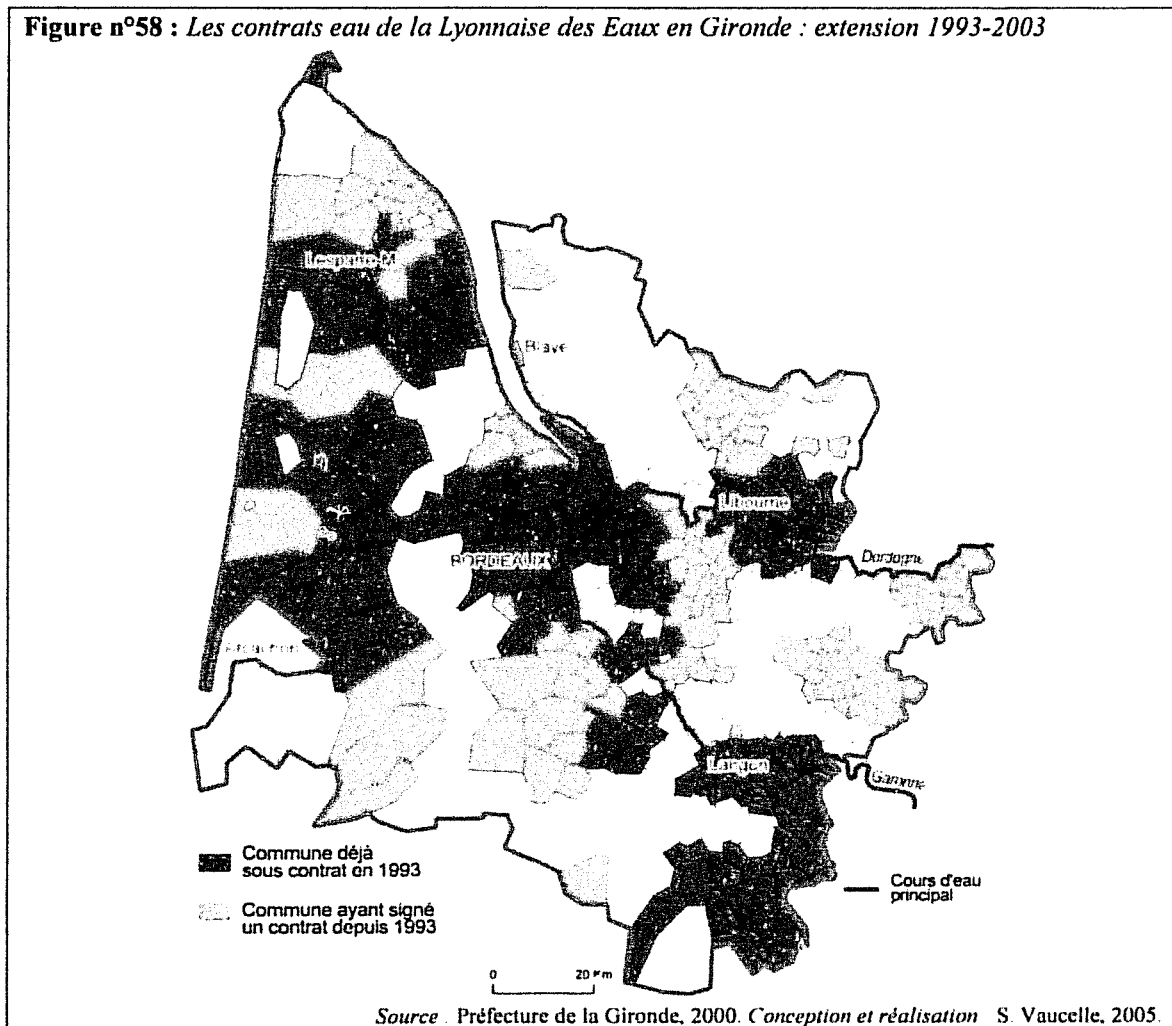 Figure n°58 : Les contrats eau de la Lyonnaise des Eaux en Gironde : extension 1993-2003
Lesparre-M
Blaye
Libourne
BORDEAUX
Dordogne
Arcachon
Langon
Garonne
Commune déjà
sous contrat en 1993
Cours d'eau
principal
Commune ayant signé
un contrat depuis 1993
0 20 Km
Source . Préfecture de la Gironde, 2000. Conception et réalisation S. Vaucelle, 2005.